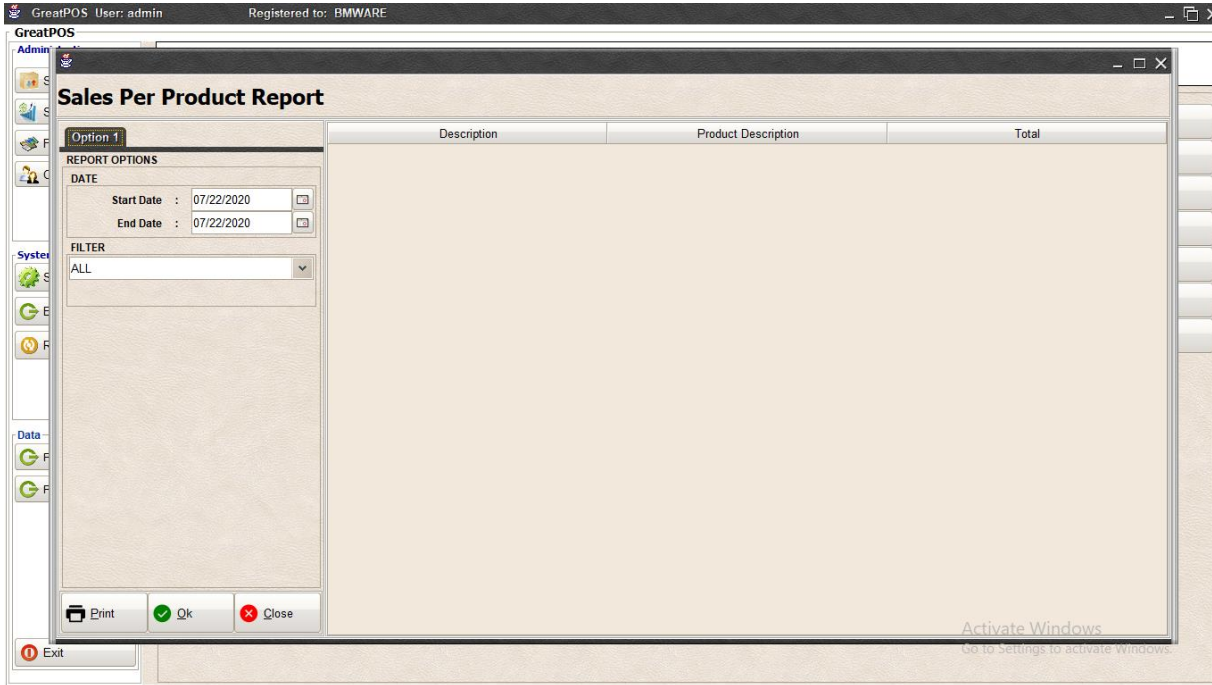 GreatPOS User: admin Registered to: BMWARE
GreatPOS
Sales Per Product Report
Option 1
REPORT OPTIONS
DATE
Start Date : 07/22/2020
End Date : 07/22/2020
FILTER
ALL
Print Ok Close
Description Product Description Total
Data
Exit
Activate Windows
Go to Settings to activate Windows.